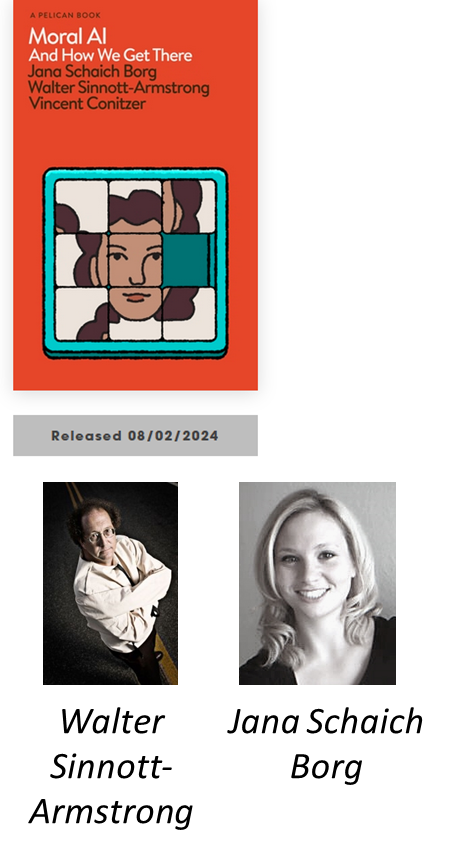 A PELICAN BOOK
Moral AI
And How We Get There
Jana Schaich Borg
Walter Sinnott-Armstrong
Vincent Conitzer
Released 08/02/2024
Walter
Sinnott-
Armstrong
Jana Schaich
Borg